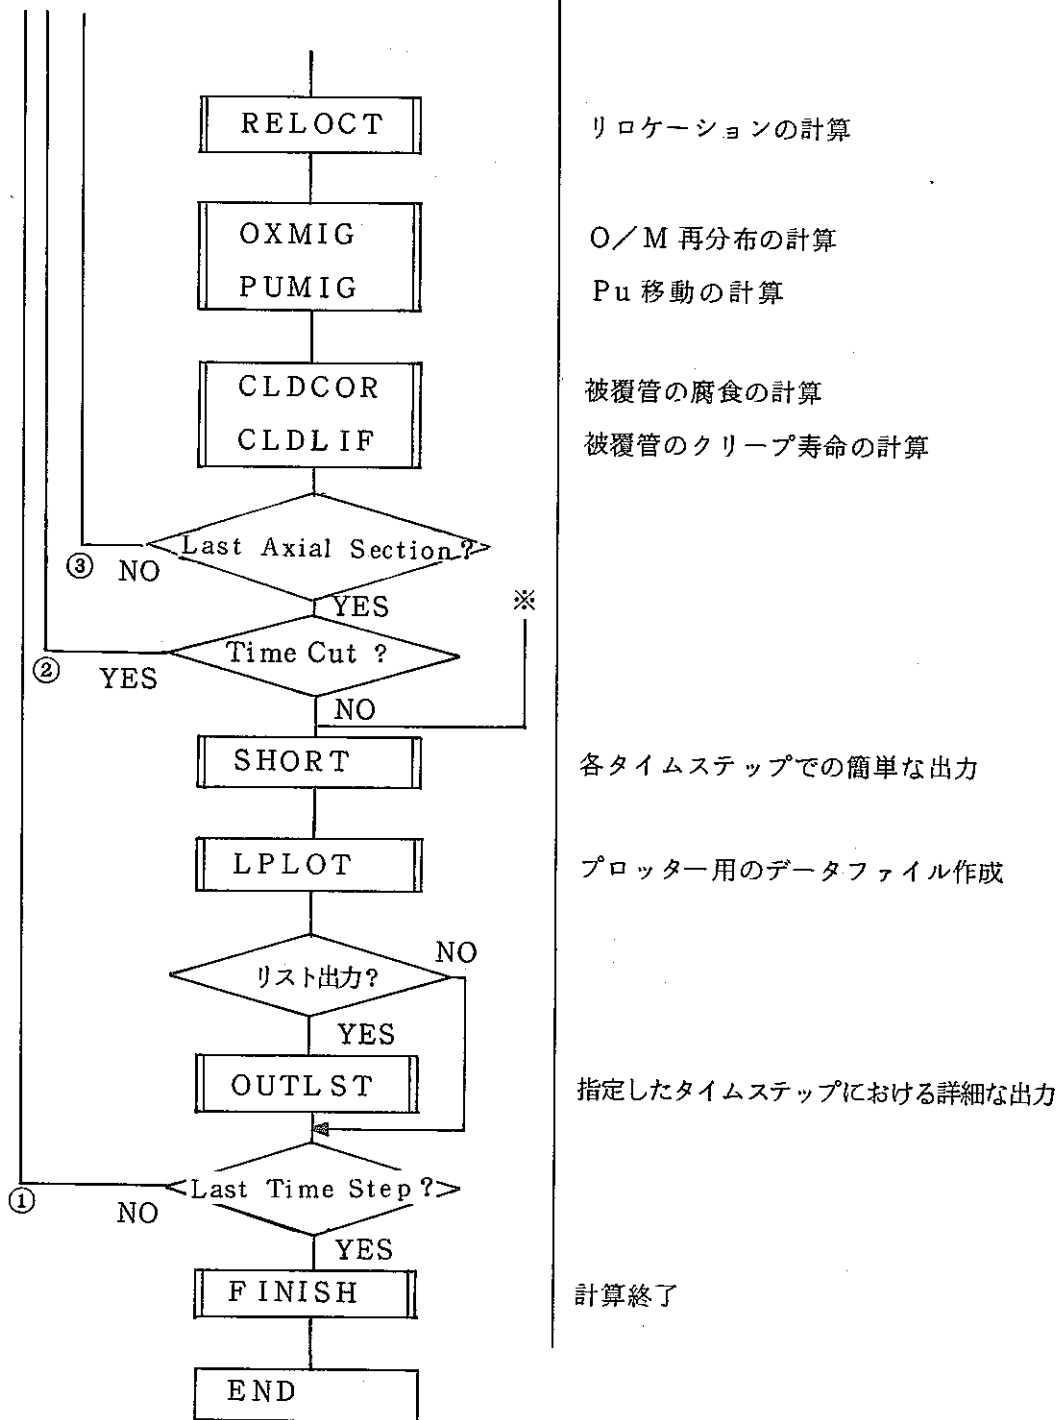 RELOCT
リロケーションの計算
OXMIG
O/M 再分布の計算
PUMIG
Pu 移動の計算
CLDCOR
被覆管の腐食の計算
CLDLIF
被覆管のクリープ寿命の計算
Last Axial Section?
③ NO
YES
※
Time Cut ?
② YES
NO
SHORT
各タイムステップでの簡単な出力
LPLOT
プロッター用のデータファイル作成
NO
リスト出力?
YES
OUTLST
指定したタイムステップにおける詳細な出力
Last Time Step?
① NO
YES
FINISH
計算終了
END